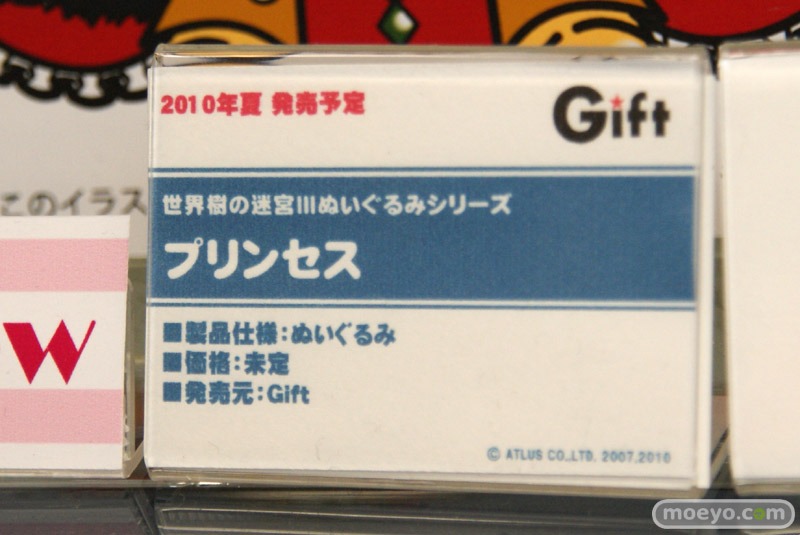 2010年夏 発売予定
Gift
世界樹の迷宮IIIぬいぐるみシリーズ
プリンセス
■製品仕様:ぬいぐるみ
■価格:未定
■発売元:Gift
© ATLUS CO.,LTD. 2007,2010
このイラス
W
moeyo.com